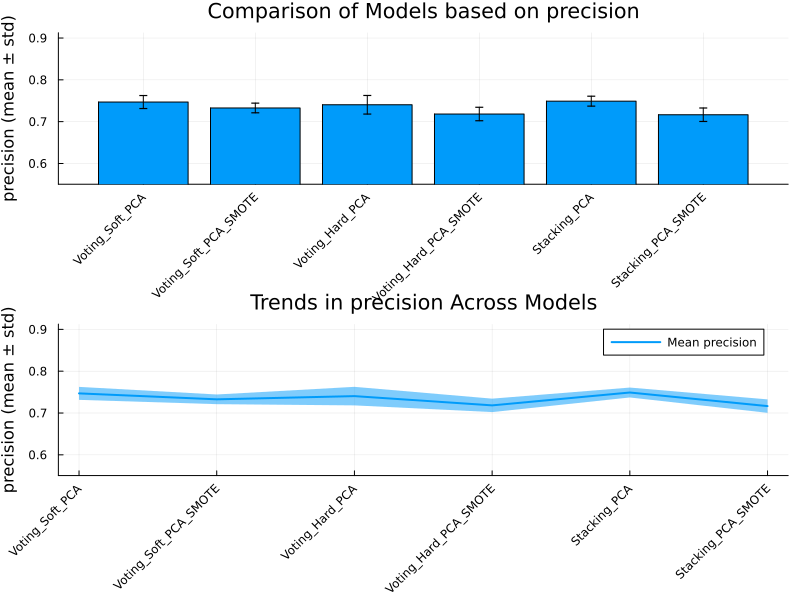 Comparison of Models based on precision
precision (mean ± std)
0.9
0.8
0.7
0.6
Voting_Soft_PCA
Voting_Soft_PCA_SMOTE
Voting_Hard_PCA
Voting_Hard_PCA_SMOTE
Stacking_PCA
Stacking_PCA_SMOTE
Trends in precision Across Models
precision (mean ± std)
0.9
0.8
0.7
0.6
Mean precision
Voting_Soft_PCA
Voting_Soft_PCA_SMOTE
Voting_Hard_PCA
Voting_Hard_PCA_SMOTE
Stacking_PCA
Stacking_PCA_SMOTE